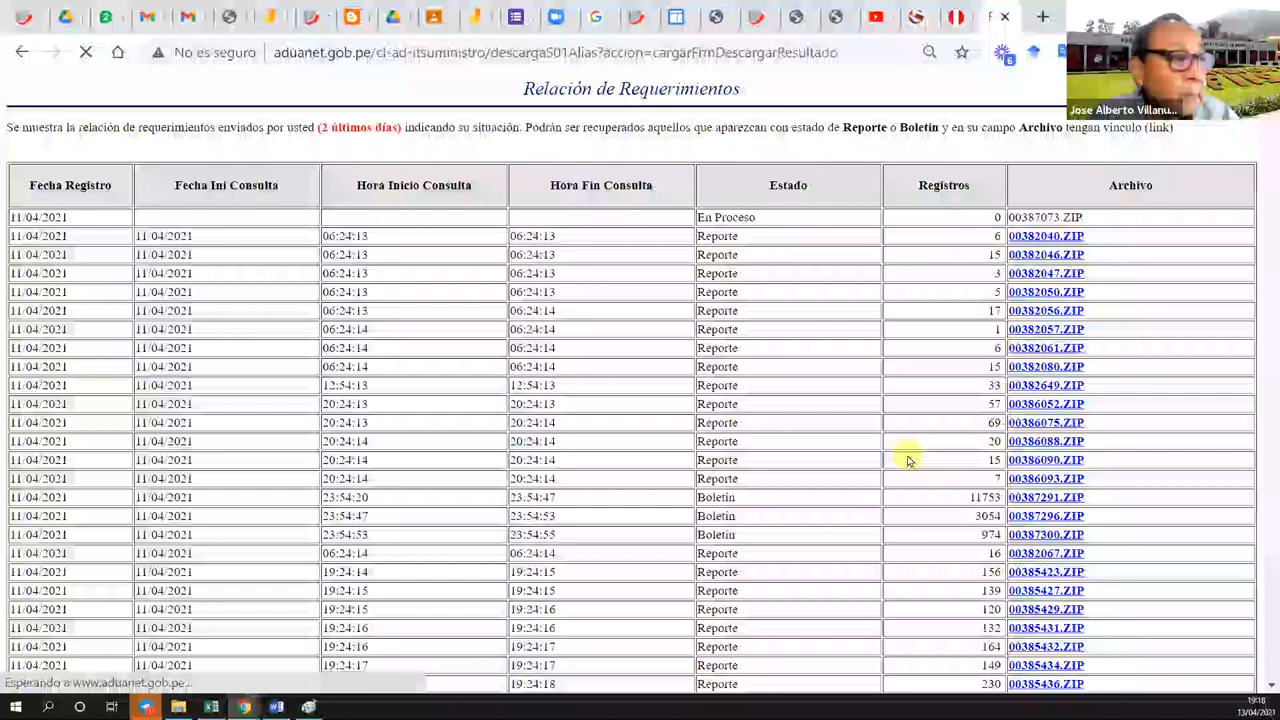 No es seguro
aduanet.gob.pe/cl-ad-itsuministro/descargaS01Alias?accion=cargarFrmDescargarResultado
6
Jose Alberto Villanu...
Relación de Requerimientos
Se muestra la relación de requerimientos enviados por usted (2 últimos días) indicando su situación. Podrán ser recuperados aquellos que aparezcan con estado de Reporte o Boletín y en su campo Archivo tengan vínculo (link)
Fecha Registro Fecha Ini Consulta Hora Inicio Consulta Hora Fin Consulta Estado Registros Archivo
11/04/2021 En Proceso 0 00387073.ZIP
11/04/2021 11/04/2021 06:24:13 06:24:13 Reporte 6 00382040.ZIP
11/04/2021 11/04/2021 06:24:13 06:24:13 Reporte 15 00382046.ZIP
11/04/2021 11/04/2021 06:24:13 06:24:13 Reporte 3 00382047.ZIP
11/04/2021 11/04/2021 06:24:13 06:24:13 Reporte 5 00382050.ZIP
11/04/2021 11/04/2021 06:24:13 06:24:14 Reporte 17 00382056.ZIP
11/04/2021 11/04/2021 06:24:14 06:24:14 Reporte 1 00382057.ZIP
11/04/2021 11/04/2021 06:24:14 06:24:14 Reporte 6 00382061.ZIP
11/04/2021 11/04/2021 06:24:14 06:24:14 Reporte 15 00382080.ZIP
11/04/2021 11/04/2021 12:54:13 12:54:13 Reporte 33 00382649.ZIP
11/04/2021 11/04/2021 20:24:13 20:24:13 Reporte 57 00386052.ZIP
11/04/2021 11/04/2021 20:24:13 20:24:14 Reporte 69 00386075.ZIP
11/04/2021 11/04/2021 20:24:14 20:24:14 Reporte 20 00386088.ZIP
11/04/2021 11/04/2021 20:24:14 20:24:14 Reporte 15 00386090.ZIP
11/04/2021 11/04/2021 20:24:14 20:24:14 Reporte 7 00386093.ZIP
11/04/2021 11/04/2021 23:54:20 23:54:47 Boletín 11753 00387291.ZIP
11/04/2021 11/04/2021 23:54:47 23:54:53 Boletín 3054 00387296.ZIP
11/04/2021 11/04/2021 23:54:53 23:54:55 Boletín 974 00387300.ZIP
11/04/2021 11/04/2021 06:24:14 06:24:14 Reporte 16 00382067.ZIP
11/04/2021 11/04/2021 19:24:14 19:24:15 Reporte 156 00385423.ZIP
11/04/2021 11/04/2021 19:24:15 19:24:15 Reporte 139 00385427.ZIP
11/04/2021 11/04/2021 19:24:15 19:24:16 Reporte 120 00385429.ZIP
11/04/2021 11/04/2021 19:24:16 19:24:16 Reporte 132 00385431.ZIP
11/04/2021 11/04/2021 19:24:16 19:24:17 Reporte 164 00385432.ZIP
11/04/2021 11/04/2021 19:24:17 19:24:17 Reporte 149 00385434.ZIP
19:24:18 Reporte 230 00385436.ZIP
Esperando a www.aduanet.gob.pe...
19:18
13/04/2021